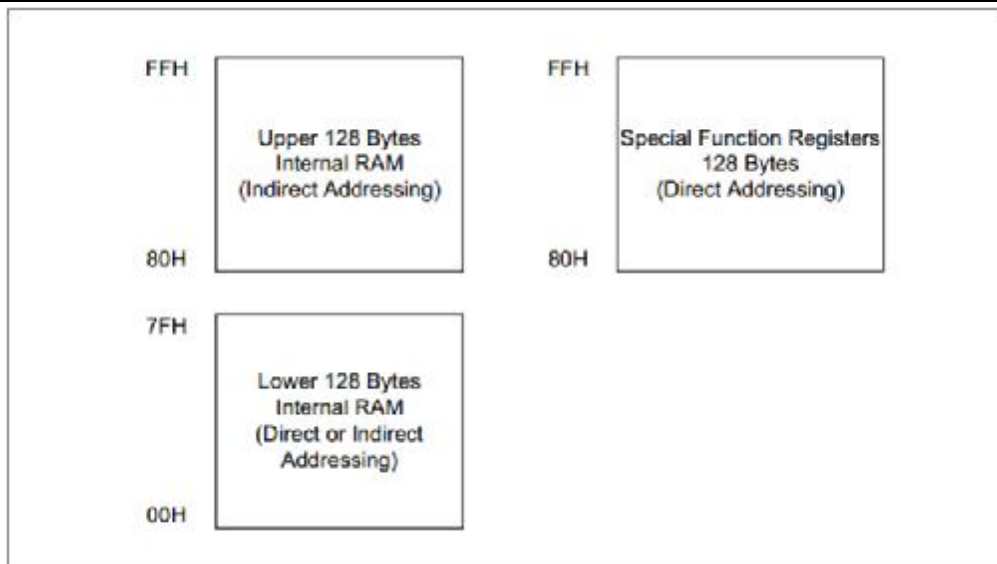 FFH
Upper 128 Bytes
Internal RAM
(Indirect Addressing)
80H
FFH
Special Function Registers
128 Bytes
(Direct Addressing)
80H
7FH
Lower 128 Bytes
Internal RAM
(Direct or Indirect
Addressing)
00H